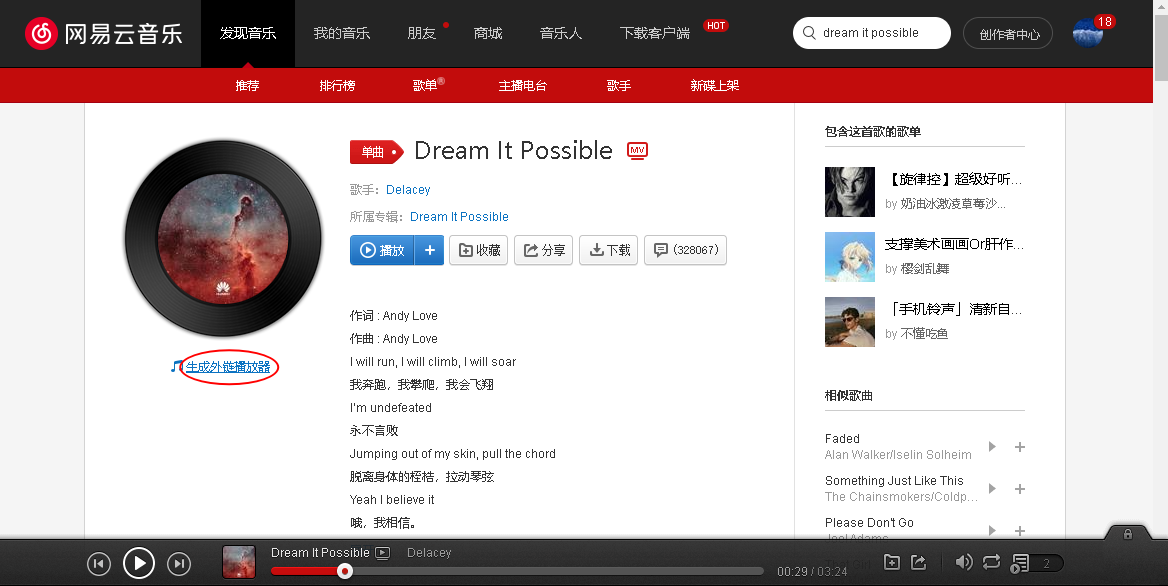 网易云音乐
发现音乐 我的音乐 朋友 商城 音乐人 下载客户端 HOT
dream it possible
创作者中心
18
推荐 排行榜 歌单® 主播电台 歌手 新碟上架
单曲 Dream It Possible MV
歌手：Delacey
所属专辑：Dream It Possible
播放 + 收藏 分享 下载 (328067)
生成外链播放器
作词 : Andy Love
作曲 : Andy Love
I will run, I will climb, I will soar
我奔跑，我攀爬，我会飞翔
I'm undefeated
永不言败
Jumping out of my skin, pull the chord
脱离身体的桎梏，拉动琴弦
Yeah I believe it
哦，我相信。
包含这首歌的歌单
【旋律控】超级好听...
by 奶油冰激凌草莓沙...
支撑美术画画Or肝作...
by 樱剑乱舞
「手机铃声」清新自...
by 不懂吃鱼
相似歌曲
Faded
Alan Walker/Iselin Solheim
Something Just Like This
The Chainsmokers/Coldp...
Please Don't Go
Joel Adams
Dream It Possible Delacey
00:29 / 03:24
2